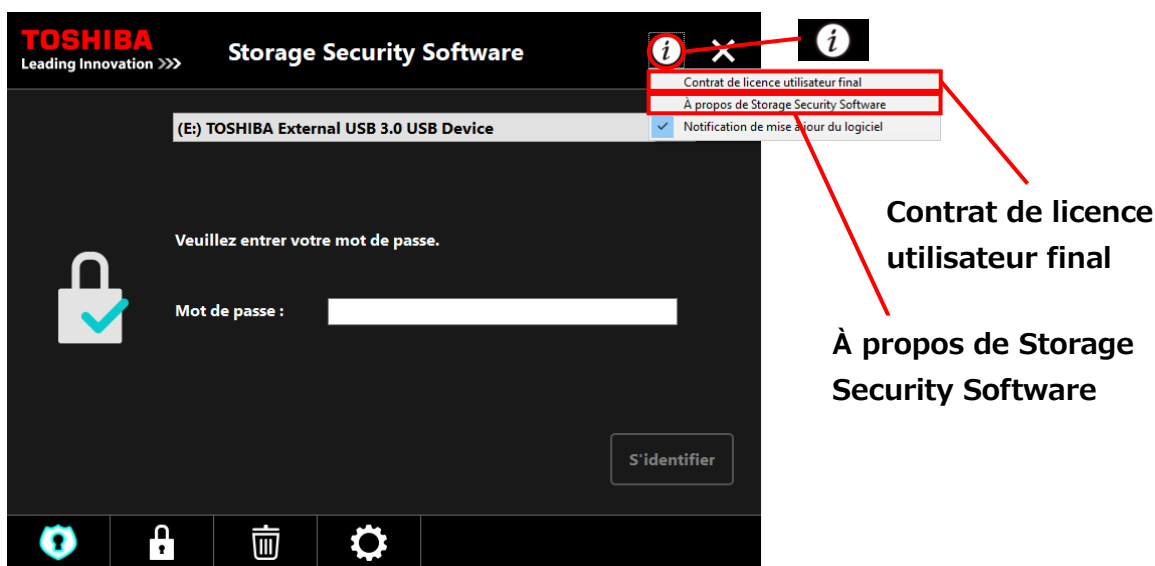 TOSHIBA
Leading Innovation >>>
Storage Security Software
Contrat de licence utilisateur final
À propos de Storage Security Software
Notification de mise à jour du logiciel
(E:) TOSHIBA External USB 3.0 USB Device
Veuillez entrer votre mot de passe.
Mot de passe :
S'identifier
Contrat de licence
utilisateur final
À propos de Storage
Security Software